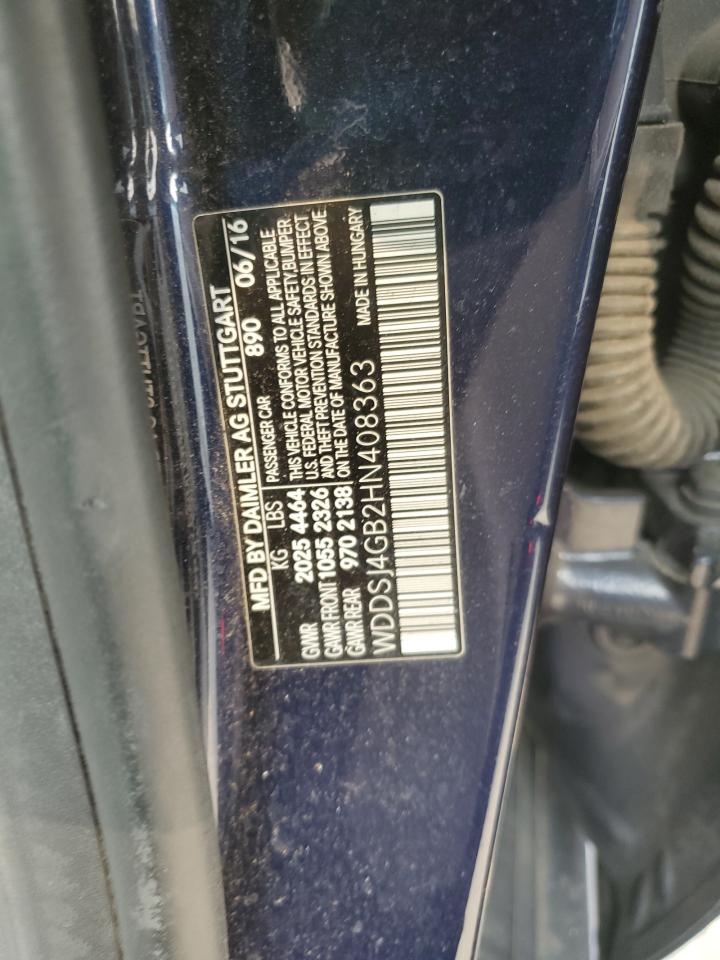 MFD BY DAIMLER AG STUTTGART
890 06/16
KG LBS PASSENGER CAR
GVWR 2025 4464 THIS VEHICLE CONFORMS TO ALL APPLICABLE
GAWR FRONT 1055 2326 U.S. FEDERAL MOTOR VEHICLE SAFETY, BUMPER,
GAWR REAR 970 2138 AND THEFT PREVENTION STANDARDS IN EFFECT
ON THE DATE OF MANUFACTURE SHOWN ABOVE.
WDDSJ4GB2HN408363 MADE IN HUNGARY